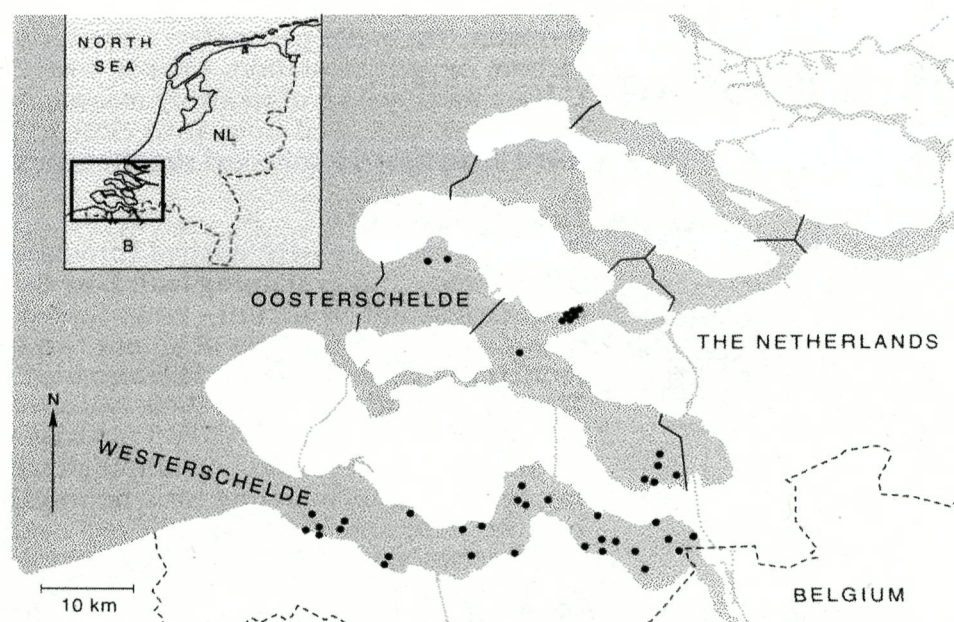 NORTH
SEA
NL
B
OOSTERSCHELDE
THE NETHERLANDS
N
WESTERSCHELDE
10 km
BELGIUM